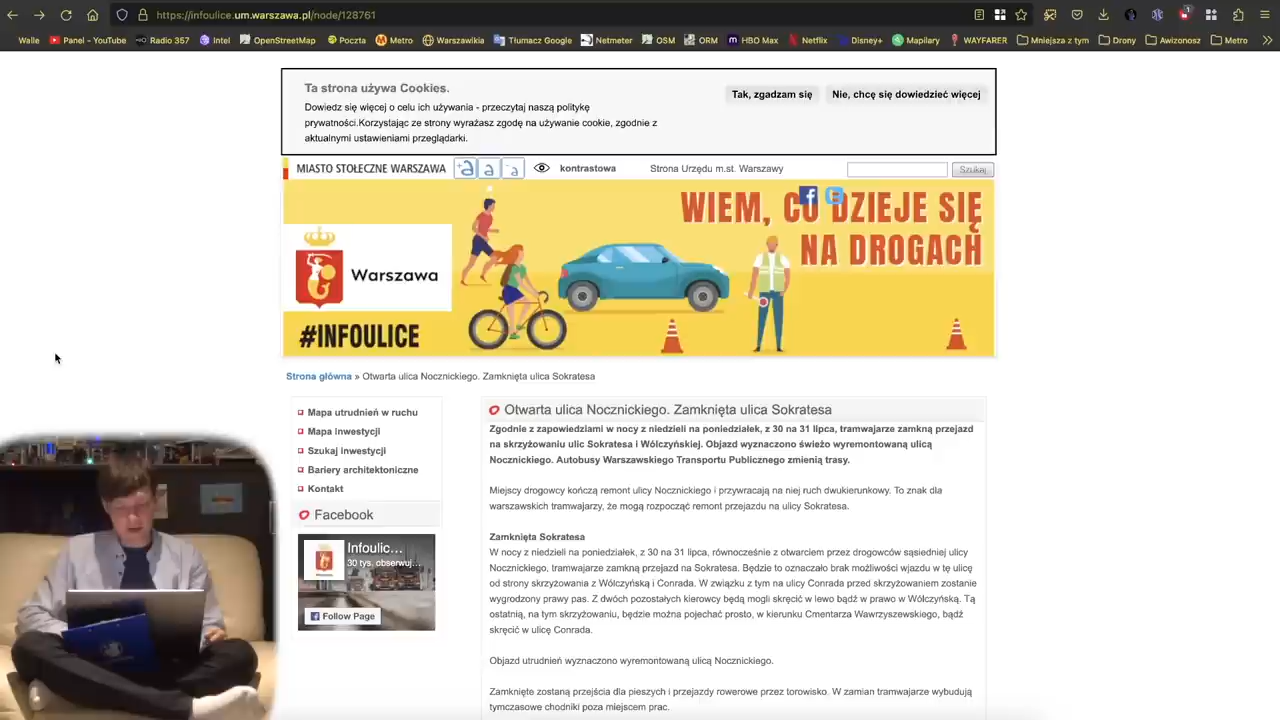 https://infoulice.um.warszawa.pl/node/128761
Walle
Panel - YouTube
Radio 357
Intel
OpenStreetMap
Poczta
Metro
Warszawikia
Tłumacz Google
Netmeter
OSM
ORM
HBO Max
Netflix
Disney+
Mapilary
WAYFARER
Mniejsza z tym
Drony
Awizonosz
Metro
Ta strona używa Cookies.
Dowiedz się więcej o celu ich używania - przeczytaj naszą politykę
prywatności.Korzystając ze strony wyrażasz zgodę na używanie cookie, zgodnie z
aktualnymi ustawieniami przeglądarki.
Tak, zgadzam się
Nie, chcę się dowiedzieć więcej
MIASTO STOŁECZNE WARSZAWA
+a a -a
kontrastowa
Strona Urzędu m.st. Warszawy
Szukaj
WIEM, CO DZIEJE SIĘ
NA DROGACH
Warszawa
#INFOULICE
Strona główna » Otwarta ulica Nocznickiego. Zamknięta ulica Sokratesa
Mapa utrudnień w ruchu
Mapa inwestycji
Szukaj inwestycji
Bariery architektoniczne
Kontakt
Facebook
Infoulic...
30 tys. obserwuj...
Follow Page
Otwarta ulica Nocznickiego. Zamknięta ulica Sokratesa
Zgodnie z zapowiedziami w nocy z niedzieli na poniedziałek, z 30 na 31 lipca, tramwajarze zamkną przejazd
na skrzyżowaniu ulic Sokratesa i Wólczyńskiej. Objazd wyznaczono świeżo wyremontowaną ulicą
Nocznickiego. Autobusy Warszawskiego Transportu Publicznego zmienią trasy.
Miejscy drogowcy kończą remont ulicy Nocznickiego i przywracają na niej ruch dwukierunkowy. To znak dla
warszawskich tramwajarzy, że mogą rozpocząć remont przejazdu na ulicy Sokratesa.
Zamknięta Sokratesa
W nocy z niedzieli na poniedziałek, z 30 na 31 lipca, równocześnie z otwarciem przez drogowców sąsiedniej ulicy
Nocznickiego, tramwajarze zamkną przejazd na Sokratesa. Będzie to oznaczało brak możliwości wjazdu w tę ulicę
od strony skrzyżowania z Wólczyńską i Conrada. W związku z tym na ulicy Conrada przed skrzyżowaniem zostanie
wygrodzony prawy pas. Z dwóch pozostałych kierowcy będą mogli skręcić w lewo bądź w prawo w Wólczyńską. Tą
ostatnią, na tym skrzyżowaniu, będzie można pojechać prosto, w kierunku Cmentarza Wawrzyszewskiego, bądź
skręcić w ulicę Conrada.
Objazd utrudnień wyznaczono wyremontowaną ulicą Nocznickiego.
Zamknięte zostaną przejścia dla pieszych i przejazdy rowerowe przez torowisko. W zamian tramwajarze wybudują
tymczasowe chodniki poza miejscem prac.